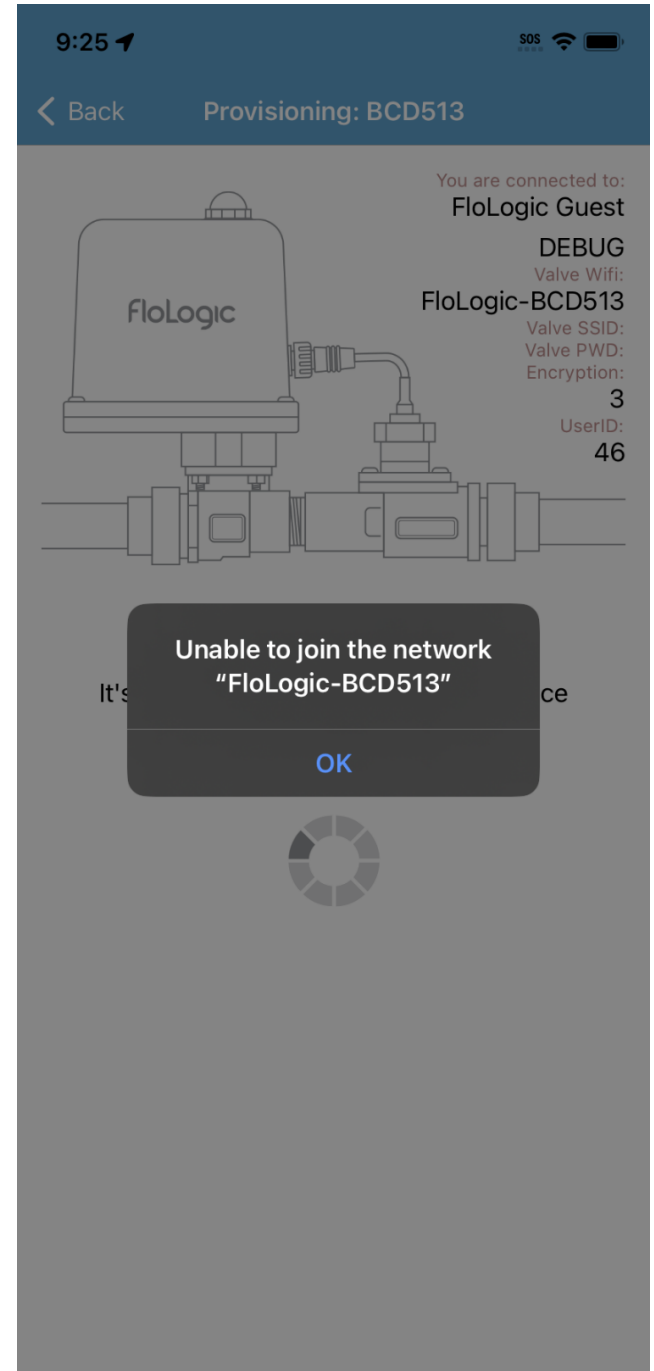 9:25
SOS
Back
Provisioning: BCD513
You are connected to:
FloLogic Guest
DEBUG
Valve Wifi:
FloLogic-BCD513
Valve SSID:
Valve PWD:
Encryption:
3
UserID:
46
FloLogic
Unable to join the network
“FloLogic-BCD513”
It's
ce
OK